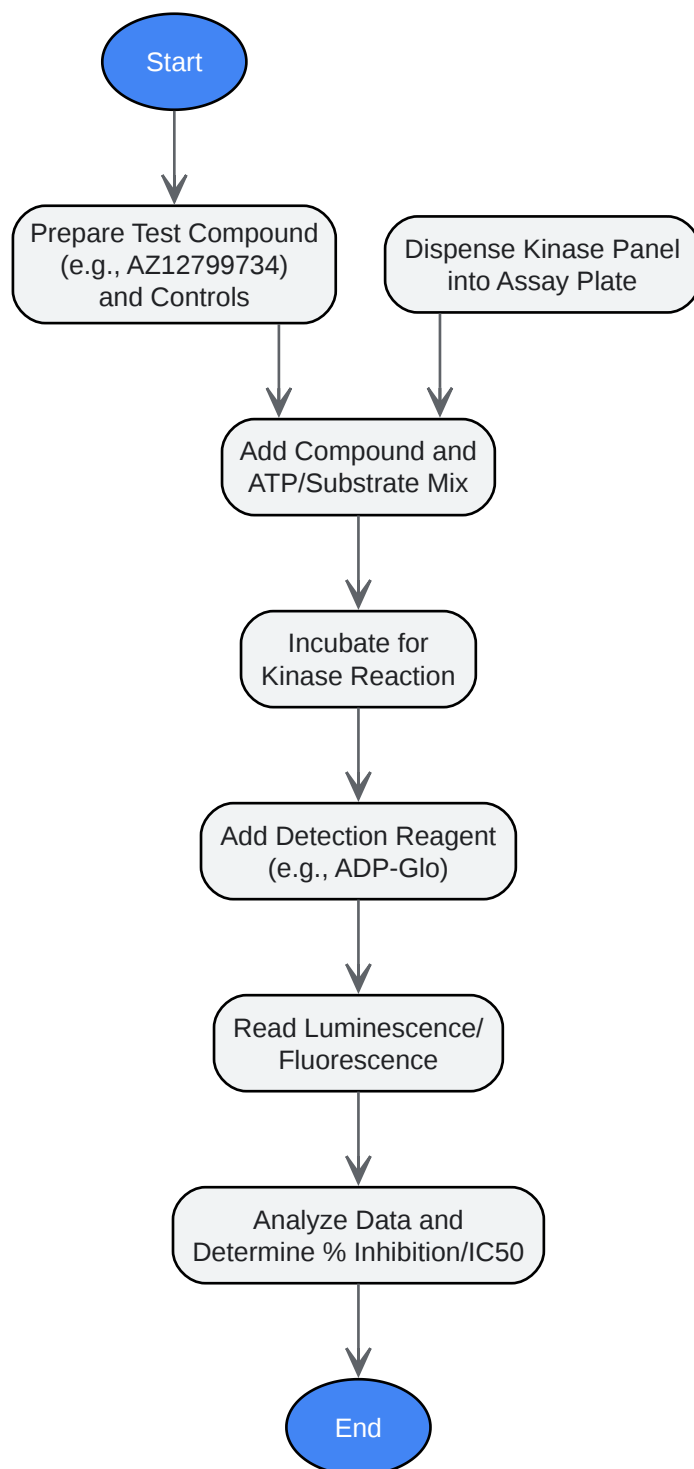 Start
Prepare Test Compound
(e.g., AZ12799734)
and Controls
Dispense Kinase Panel
into Assay Plate
Add Compound and
ATP/Substrate Mix
Incubate for
Kinase Reaction
Add Detection Reagent
(e.g., ADP-Glo)
Read Luminescence/
Fluorescence
Analyze Data and
Determine % Inhibition/IC50
End